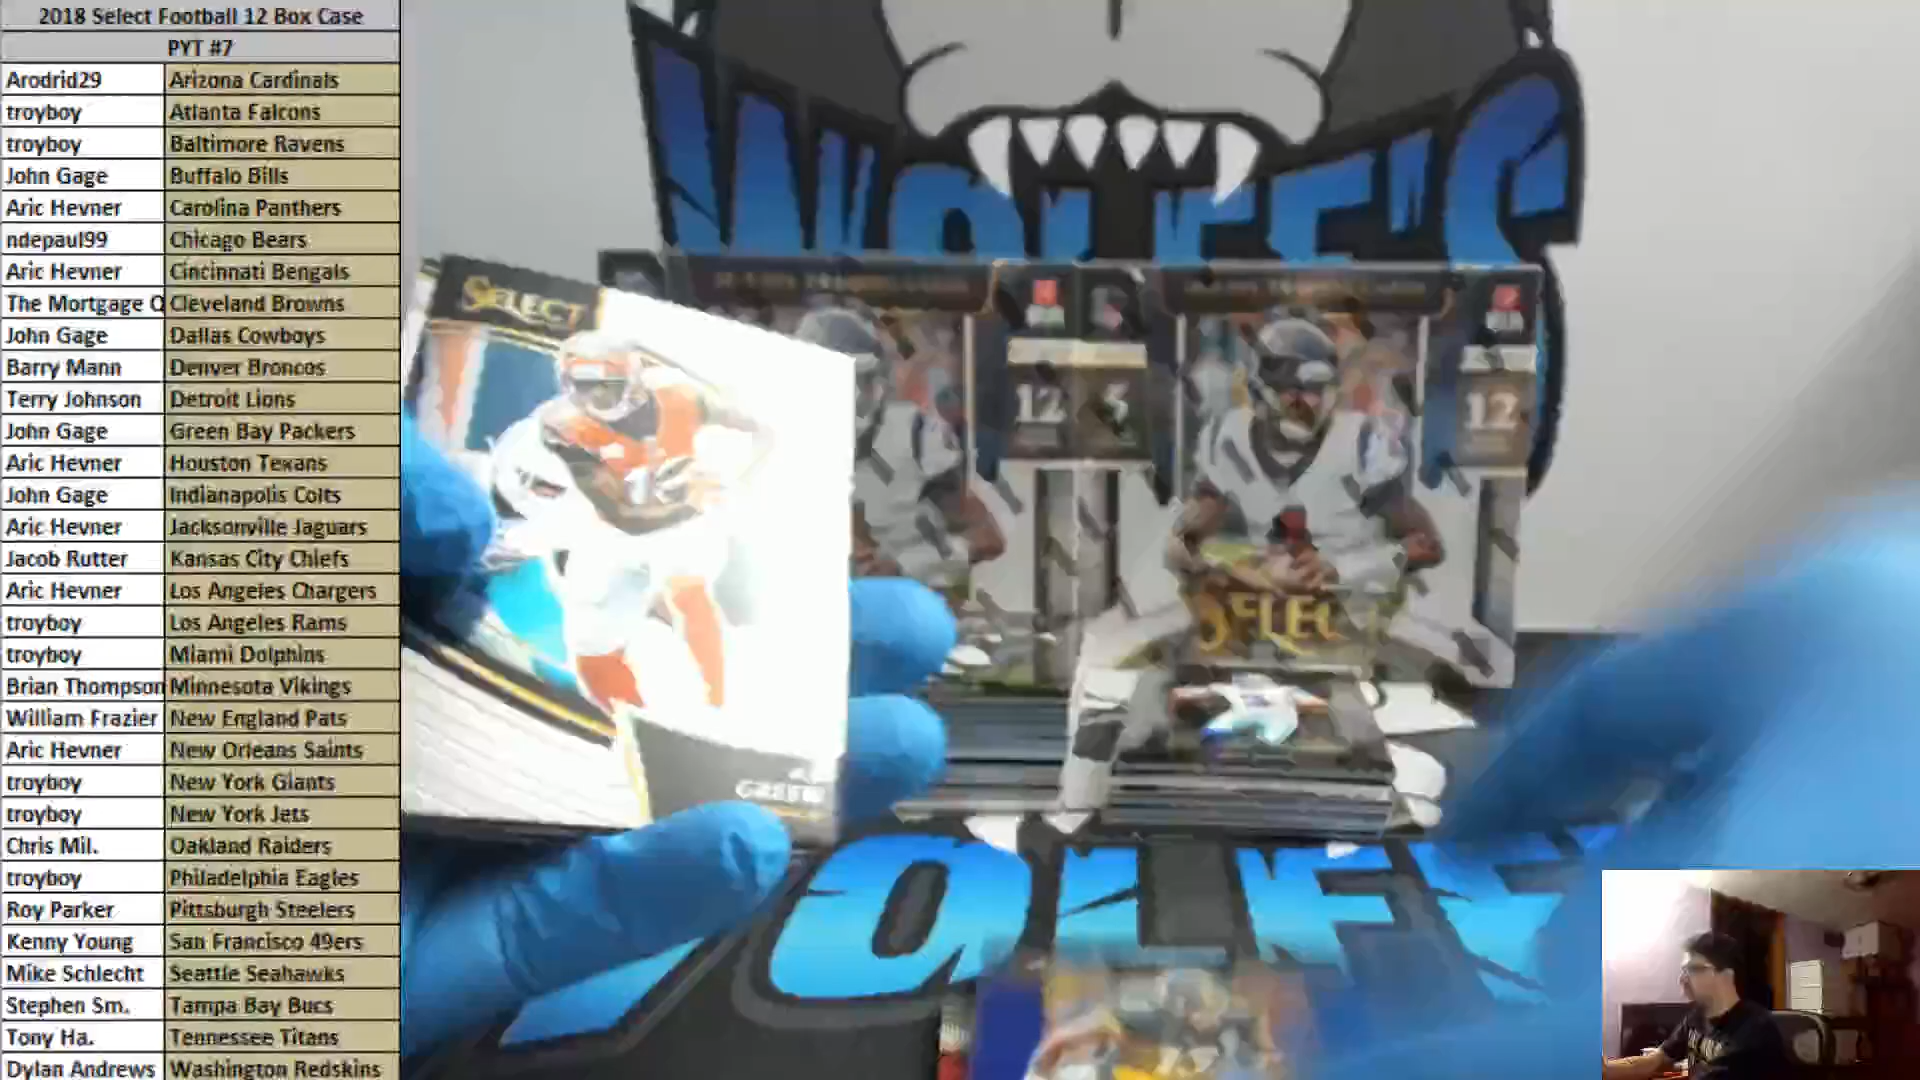 2018 Select Football 12 Box Case
PYT #7
Arodrid29 Arizona Cardinals
troyboy Atlanta Falcons
troyboy Baltimore Ravens
John Gage Buffalo Bills
Aric Hevner Carolina Panthers
ndepaul99 Chicago Bears
Aric Hevner Cincinnati Bengals
The Mortgage Cleveland Browns
John Gage Dallas Cowboys
Barry Mann Denver Broncos
Terry Johnson Detroit Lions
John Gage Green Bay Packers
Aric Hevner Houston Texans
John Gage Indianapolis Colts
Aric Hevner Jacksonville Jaguars
Jacob Rutter Kansas City Chiefs
Aric Hevner Los Angeles Chargers
troyboy Los Angeles Rams
troyboy Miami Dolphins
Brian Thompson Minnesota Vikings
William Frazier New England Pats
Aric Hevner New Orleans Saints
troyboy New York Giants
troyboy New York Jets
Chris Mil. Oakland Raiders
troyboy Philadelphia Eagles
Roy Parker Pittsburgh Steelers
Kenny Young San Francisco 49ers
Mike Schlecht Seattle Seahawks
Stephen Sm. Tampa Bay Bucs
Tony Ha. Tennessee Titans
Dylan Andrews Washington Redskins
WOLFE'S
SELECT
12 5
12
SELECT
GREEN
OLF